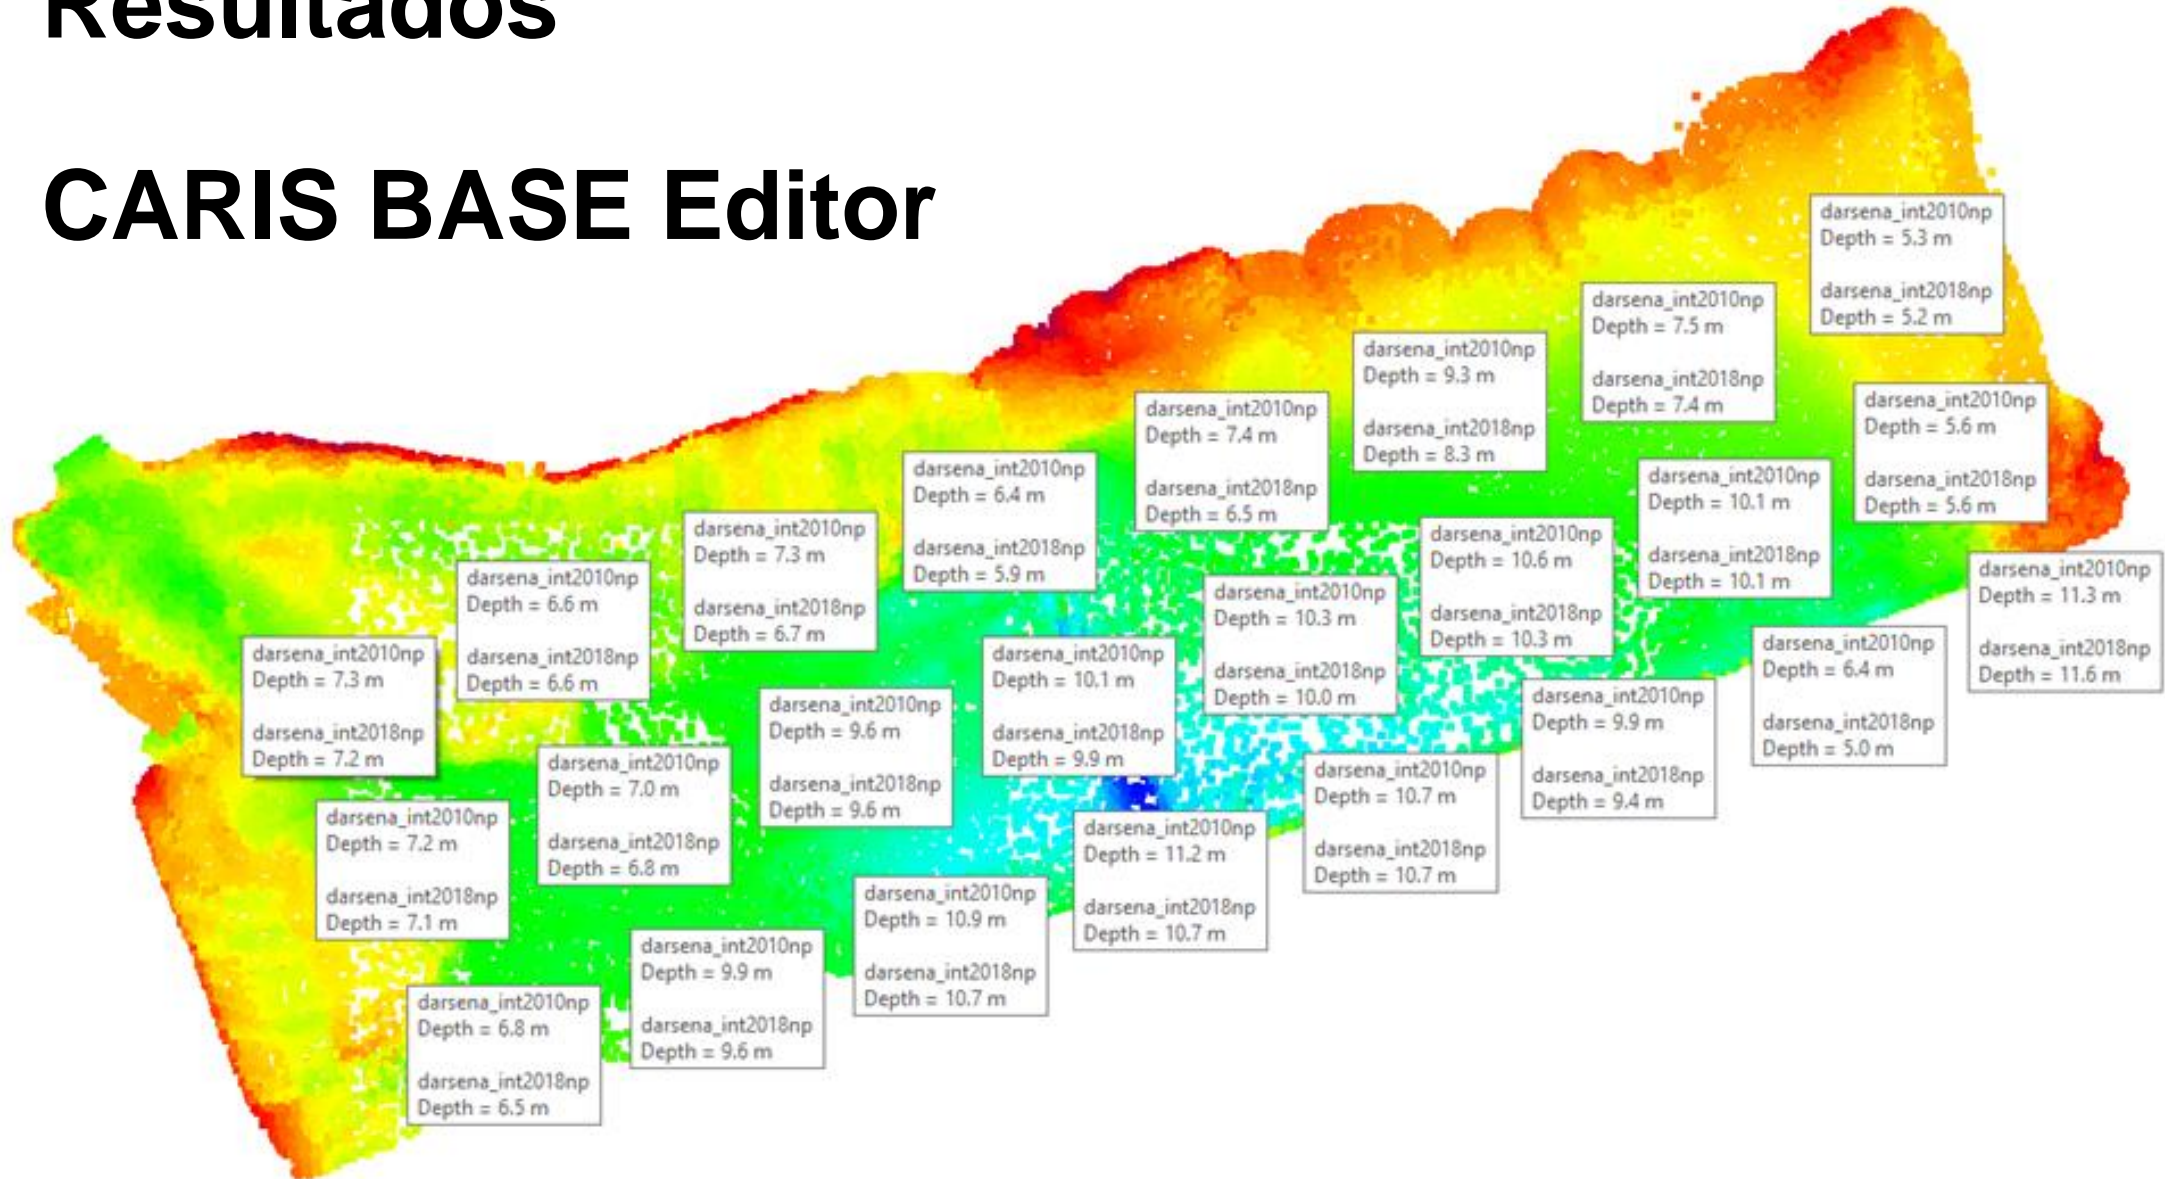 Resultados
CARIS BASE Editor
darsena_int2010np
Depth = 5.3 m
darsena_int2018np
Depth = 5.2 m
darsena_int2010np
Depth = 7.5 m
darsena_int2018np
Depth = 7.4 m
darsena_int2010np
Depth = 9.3 m
darsena_int2018np
Depth = 8.3 m
darsena_int2010np
Depth = 7.4 m
darsena_int2018np
Depth = 6.5 m
darsena_int2010np
Depth = 5.6 m
darsena_int2018np
Depth = 5.6 m
darsena_int2010np
Depth = 6.4 m
darsena_int2018np
Depth = 5.9 m
darsena_int2010np
Depth = 10.1 m
darsena_int2018np
Depth = 10.1 m
darsena_int2010np
Depth = 7.3 m
darsena_int2018np
Depth = 6.7 m
darsena_int2010np
Depth = 10.6 m
darsena_int2018np
Depth = 10.3 m
darsena_int2010np
Depth = 11.3 m
darsena_int2018np
Depth = 11.6 m
darsena_int2010np
Depth = 6.6 m
darsena_int2018np
Depth = 6.6 m
darsena_int2010np
Depth = 10.3 m
darsena_int2018np
Depth = 10.0 m
darsena_int2010np
Depth = 7.3 m
darsena_int2018np
Depth = 7.2 m
darsena_int2010np
Depth = 10.1 m
darsena_int2018np
Depth = 9.9 m
darsena_int2010np
Depth = 6.4 m
darsena_int2018np
Depth = 5.0 m
darsena_int2010np
Depth = 9.6 m
darsena_int2018np
Depth = 9.6 m
darsena_int2010np
Depth = 9.9 m
darsena_int2018np
Depth = 9.4 m
darsena_int2010np
Depth = 7.0 m
darsena_int2018np
Depth = 6.8 m
darsena_int2010np
Depth = 10.7 m
darsena_int2018np
Depth = 10.7 m
darsena_int2010np
Depth = 7.2 m
darsena_int2018np
Depth = 7.1 m
darsena_int2010np
Depth = 11.2 m
darsena_int2018np
Depth = 10.7 m
darsena_int2010np
Depth = 10.9 m
darsena_int2018np
Depth = 10.7 m
darsena_int2010np
Depth = 9.9 m
darsena_int2018np
Depth = 9.6 m
darsena_int2010np
Depth = 6.8 m
darsena_int2018np
Depth = 6.5 m